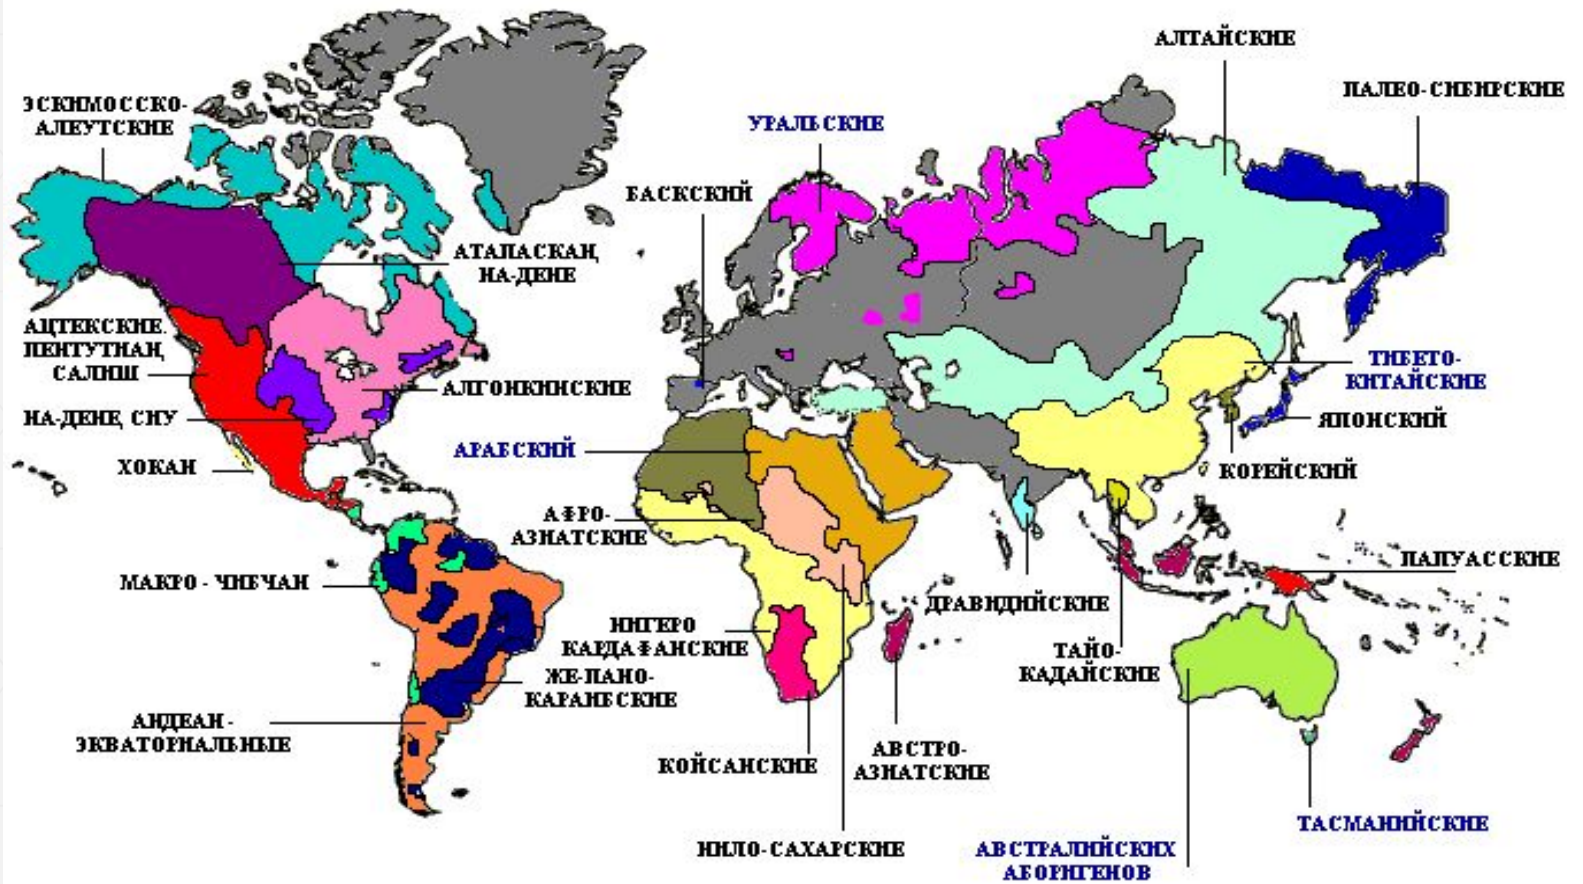 АЛТАЙСКИЕ
ПАЛЕО-СИБИРСКИЕ
ЭСКИМОССКО-
АЛЕУТСКИЕ
УРАЛЬСКИЕ
БАСКСКИЙ
АТАПАСКАН,
НА-ДЕНЕ
АЦТЕКСКИЕ.
ПЕНТУТИАН,
САЛИШ
ТИБЕТО-
КИТАЙСКИЕ
АЛГОНКИНСКИЕ
НА-ДЕНЕ, СИУ
ЯПОНСКИЙ
АРАБСКИЙ
ХОКАН
КОРЕЙСКИЙ
АФРО-
АЗИАТСКИЕ
ПАПУАССКИЕ
МАКРО - ЧИБЧАН
ДРАВИДИЙСКИЕ
НИГЕРО
КАРДАФАНСКИЕ
ТАЙО-
КАДАЙСКИЕ
ЖЕ-ПАНО-
КАРАИБСКИЕ
АНДЕАН -
ЭКВАТОРИАЛЬНЫЕ
КОЙСАНСКИЕ
АВСТРО-
АЗИАТСКИЕ
ТАСМАНИЙСКИЕ
НИЛО-САХАРСКИЕ
АВСТРАЛИЙСКИХ
АБОРИГЕНОВ